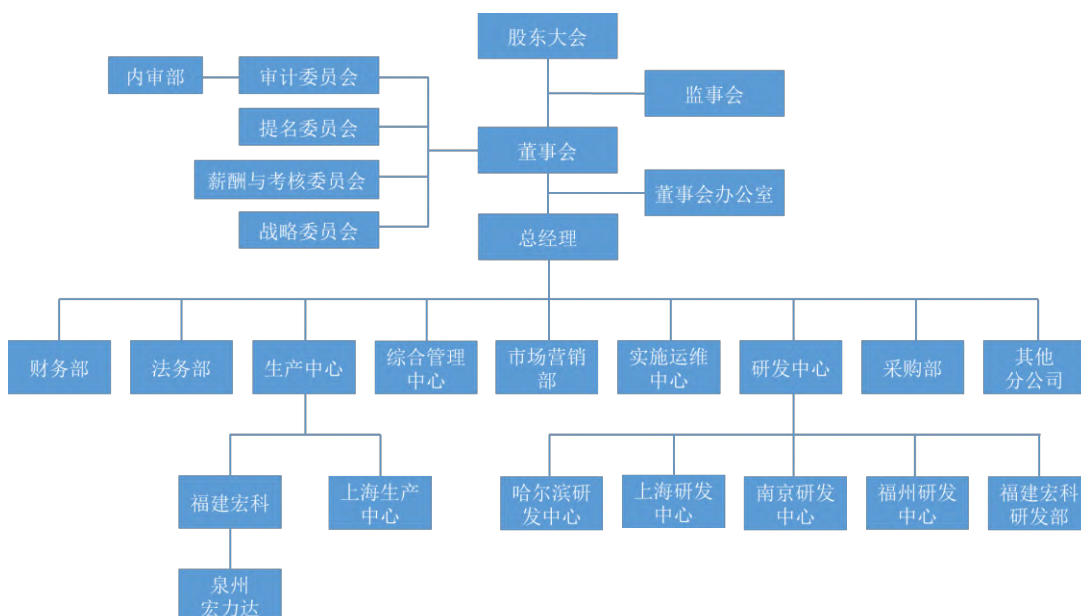 股东大会
内审部
审计委员会
监事会
提名委员会
董事会
薪酬与考核委员会
董事会办公室
战略委员会
总经理
财务部
法务部
生产中心
综合管理
中心
市场营销
部
实施运维
中心
研发中心
采购部
其他
分公司
福建宏科
上海生产
中心
哈尔滨研
发中心
上海研发
中心
南京研发
中心
福州研发
中心
福建宏科
研发部
泉州
宏力达